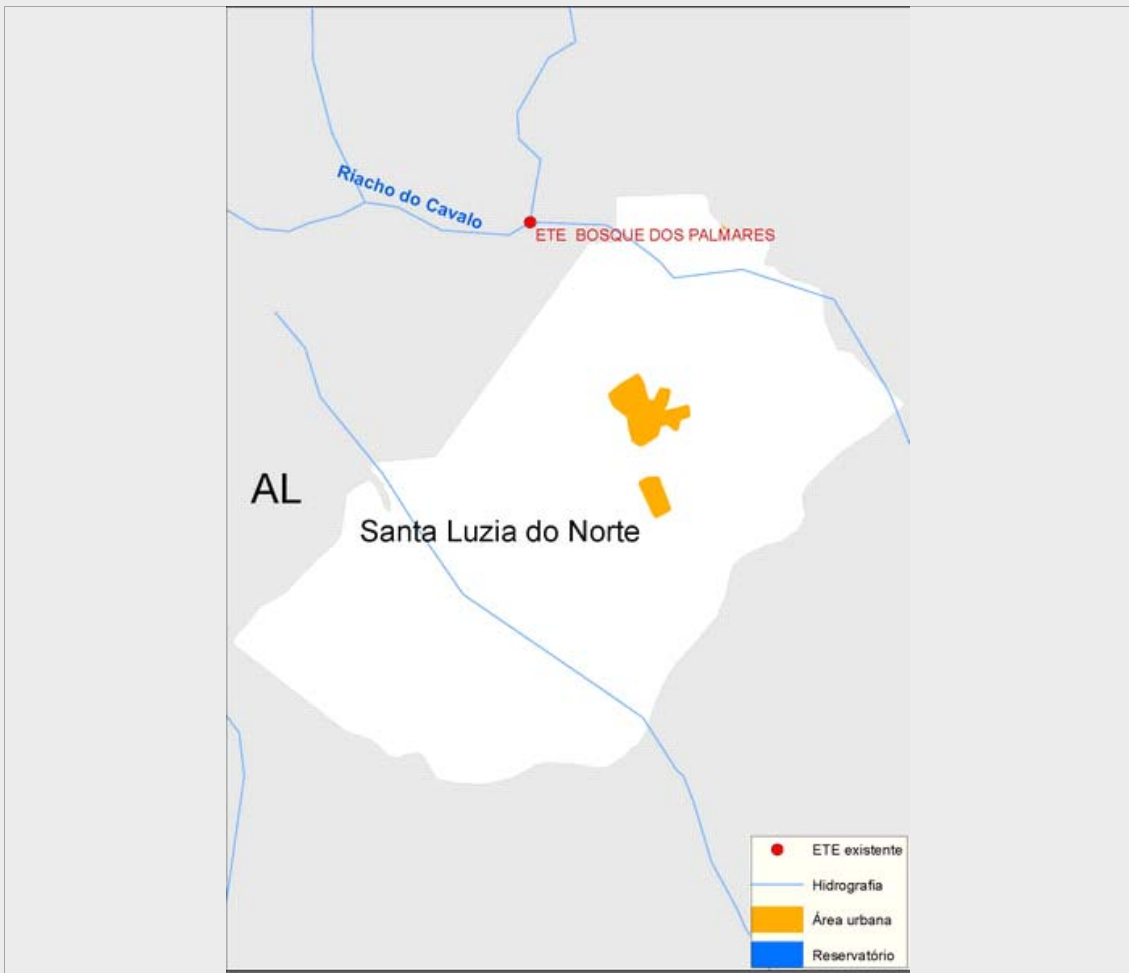 Riacho do Cavalo
ETE BOSQUE DOS PALMARES
AL
Santa Luzia do Norte
ETE existente
Hidrografia
Área urbana
Reservatório